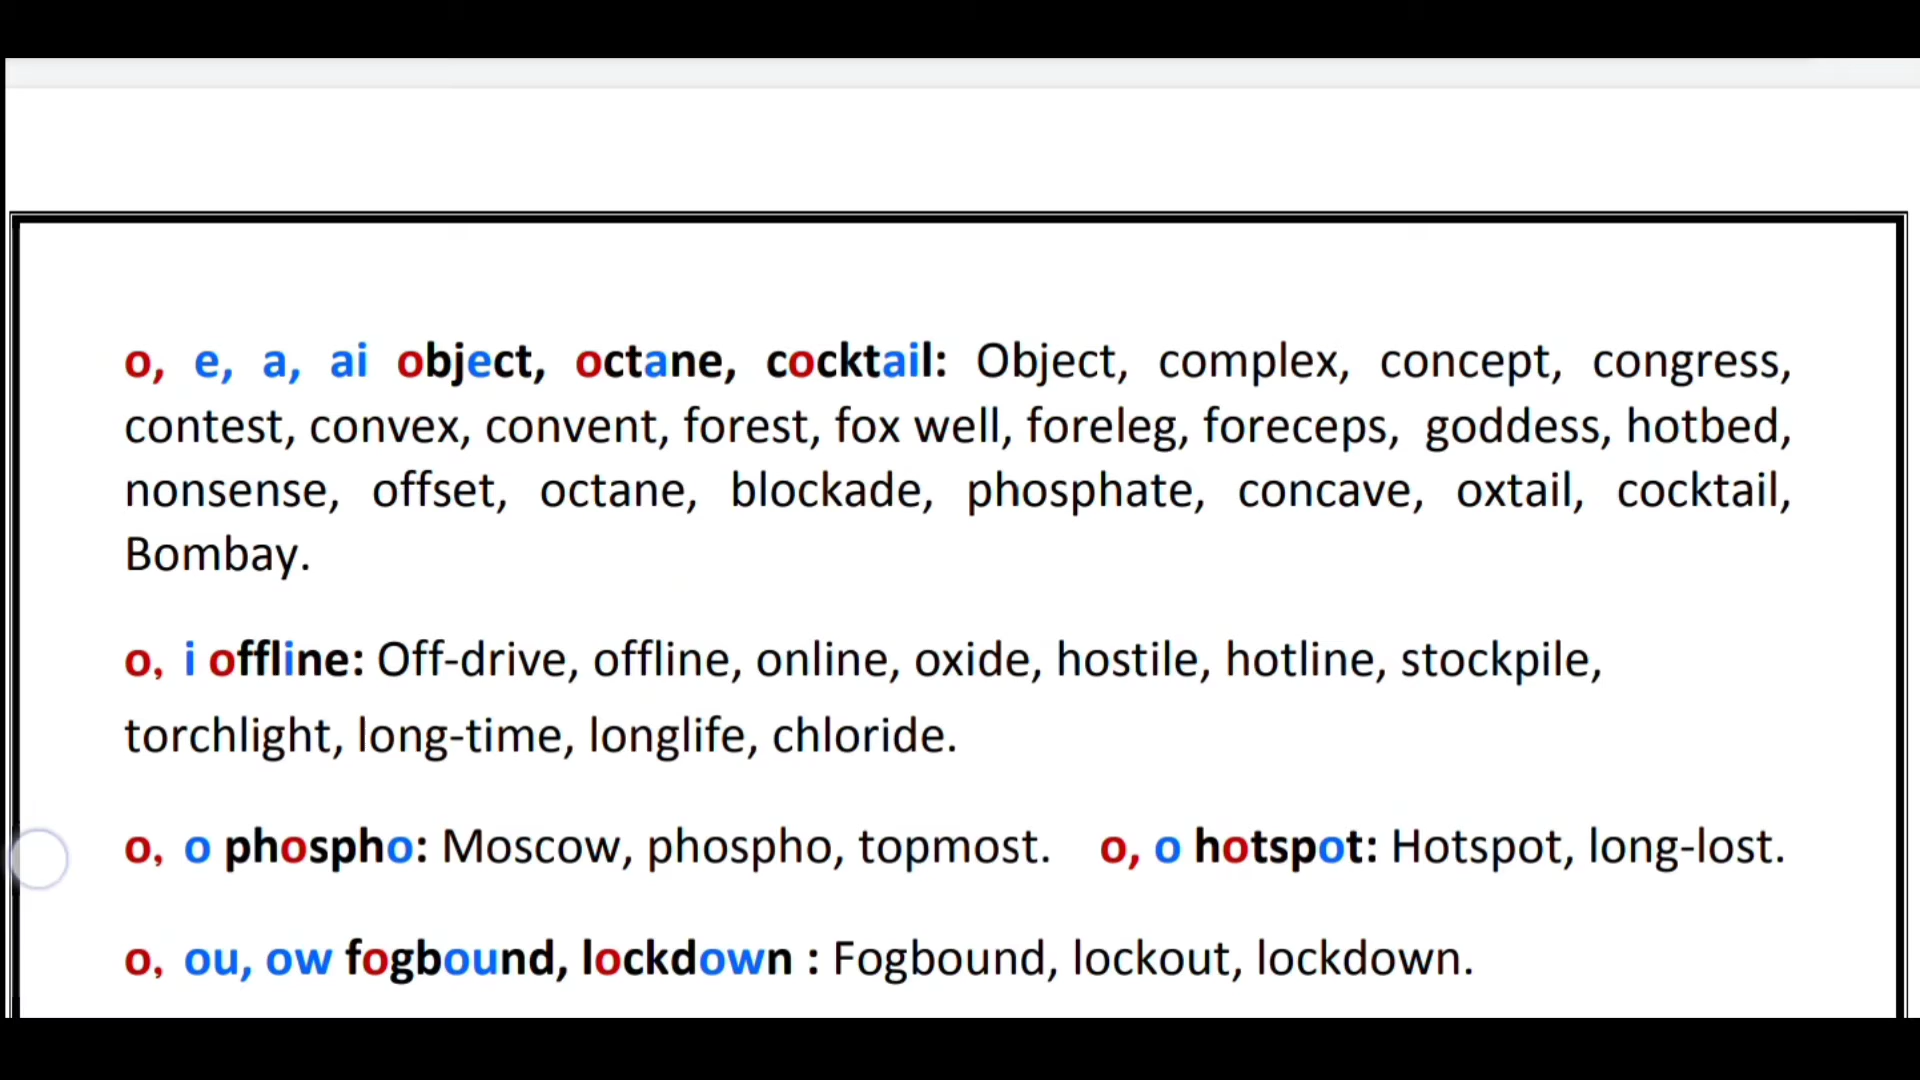 o, e, a, ai object, octane, cocktail: Object, complex, concept, congress,
contest, convex, convent, forest, fox well, foreleg, foreceps, goddess, hotbed,
nonsense, offset, octane, blockade, phosphate, concave, oxtail, cocktail,
Bombay.
o, i offline: Off-drive, offline, online, oxide, hostile, hotline, stockpile,
torchlight, long-time, longlife, chloride.
o, o phospho: Moscow, phospho, topmost. o, o hotspot: Hotspot, long-lost.
o, ou, ow fogbound, lockdown : Fogbound, lockout, lockdown.